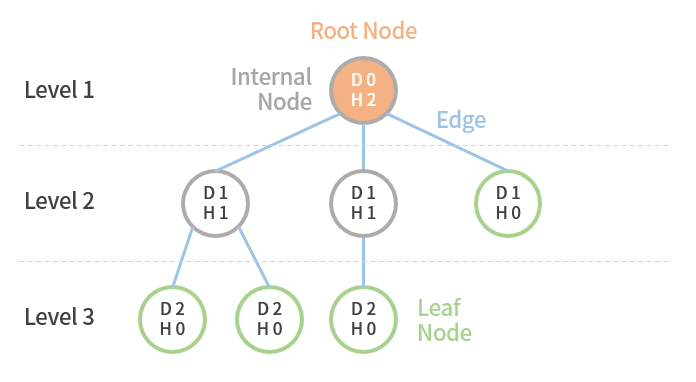 Root Node
Level 1
Internal
Node
D 0
H 2
Edge
Level 2
D 1
H 1
D 1
H 1
D 1
H 0
Level 3
D 2
H 0
D 2
H 0
D 2
H 0
Leaf
Node